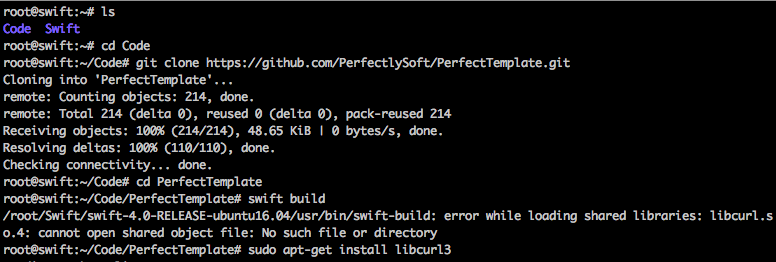 root@swift:~# ls
Code  Swift
root@swift:~# cd Code
root@swift:~/Code# git clone https://github.com/PerfectlySoft/PerfectTemplate.git
Cloning into 'PerfectTemplate'...
remote: Counting objects: 214, done.
remote: Total 214 (delta 0), reused 0 (delta 0), pack-reused 214
Receiving objects: 100% (214/214), 48.65 KiB | 0 bytes/s, done.
Resolving deltas: 100% (110/110), done.
Checking connectivity... done.
root@swift:~/Code# cd PerfectTemplate
root@swift:~/Code/PerfectTemplate# swift build
/root/Swift/swift-4.0-RELEASE-ubuntu16.04/usr/bin/swift-build: error while loading shared libraries: libcurl.s
o.4: cannot open shared object file: No such file or directory
root@swift:~/Code/PerfectTemplate# sudo apt-get install libcurl3